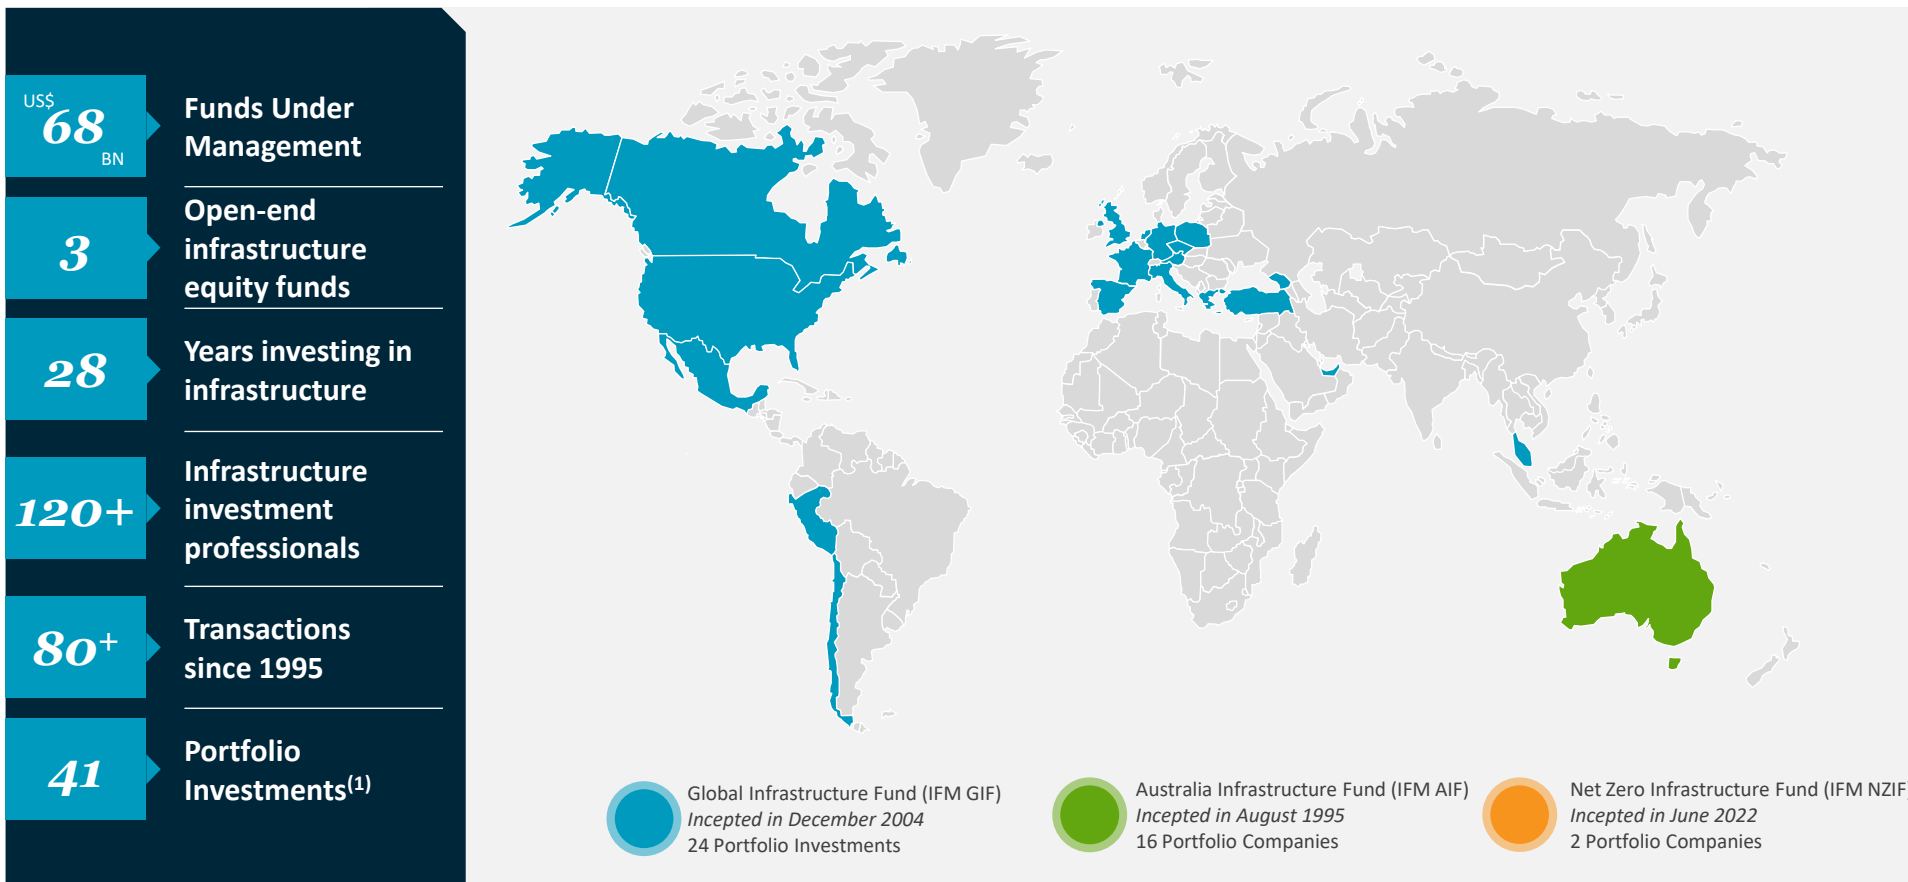 US$
68
BN
Funds Under
Management
3
Open-end
infrastructure
equity funds
28
Years investing in
infrastructure
120+
Infrastructure
investment
professionals
80+
Transactions
since 1995
41
Portfolio
Investments(1)
Global Infrastructure Fund (IFM GIF)
Incepted in December 2004
24 Portfolio Investments
Australia Infrastructure Fund (IFM AIF)
Incepted in August 1995
16 Portfolio Companies
Net Zero Infrastructure Fund (IFM NZIF)
Incepted in June 2022
2 Portfolio Companies